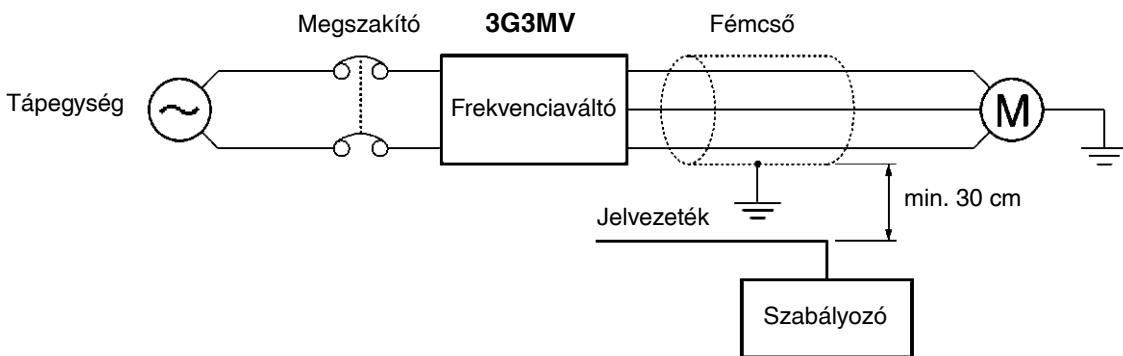 Megszakító
3G3MV
Fémcső
Tápegység
Frekvenciaváltó
M
min. 30 cm
Jelvezeték
Szabályozó